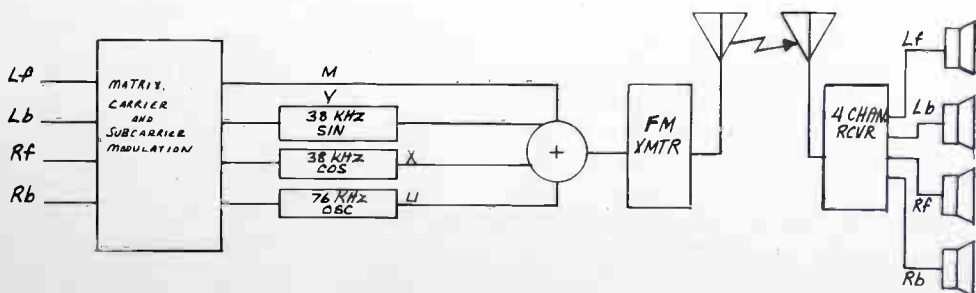 Lf
Lb
Rf
Rb
MATRIX,
CARRIER
AND
SUBCARRIER
MODULATION
M
Y
38 KHZ
SIN
38 KHZ
COS
X
76 KHZ
OSC
U
+
FM
XMTR
4 CHAN.
RCVR
Lf
Lb
Rf
Rb